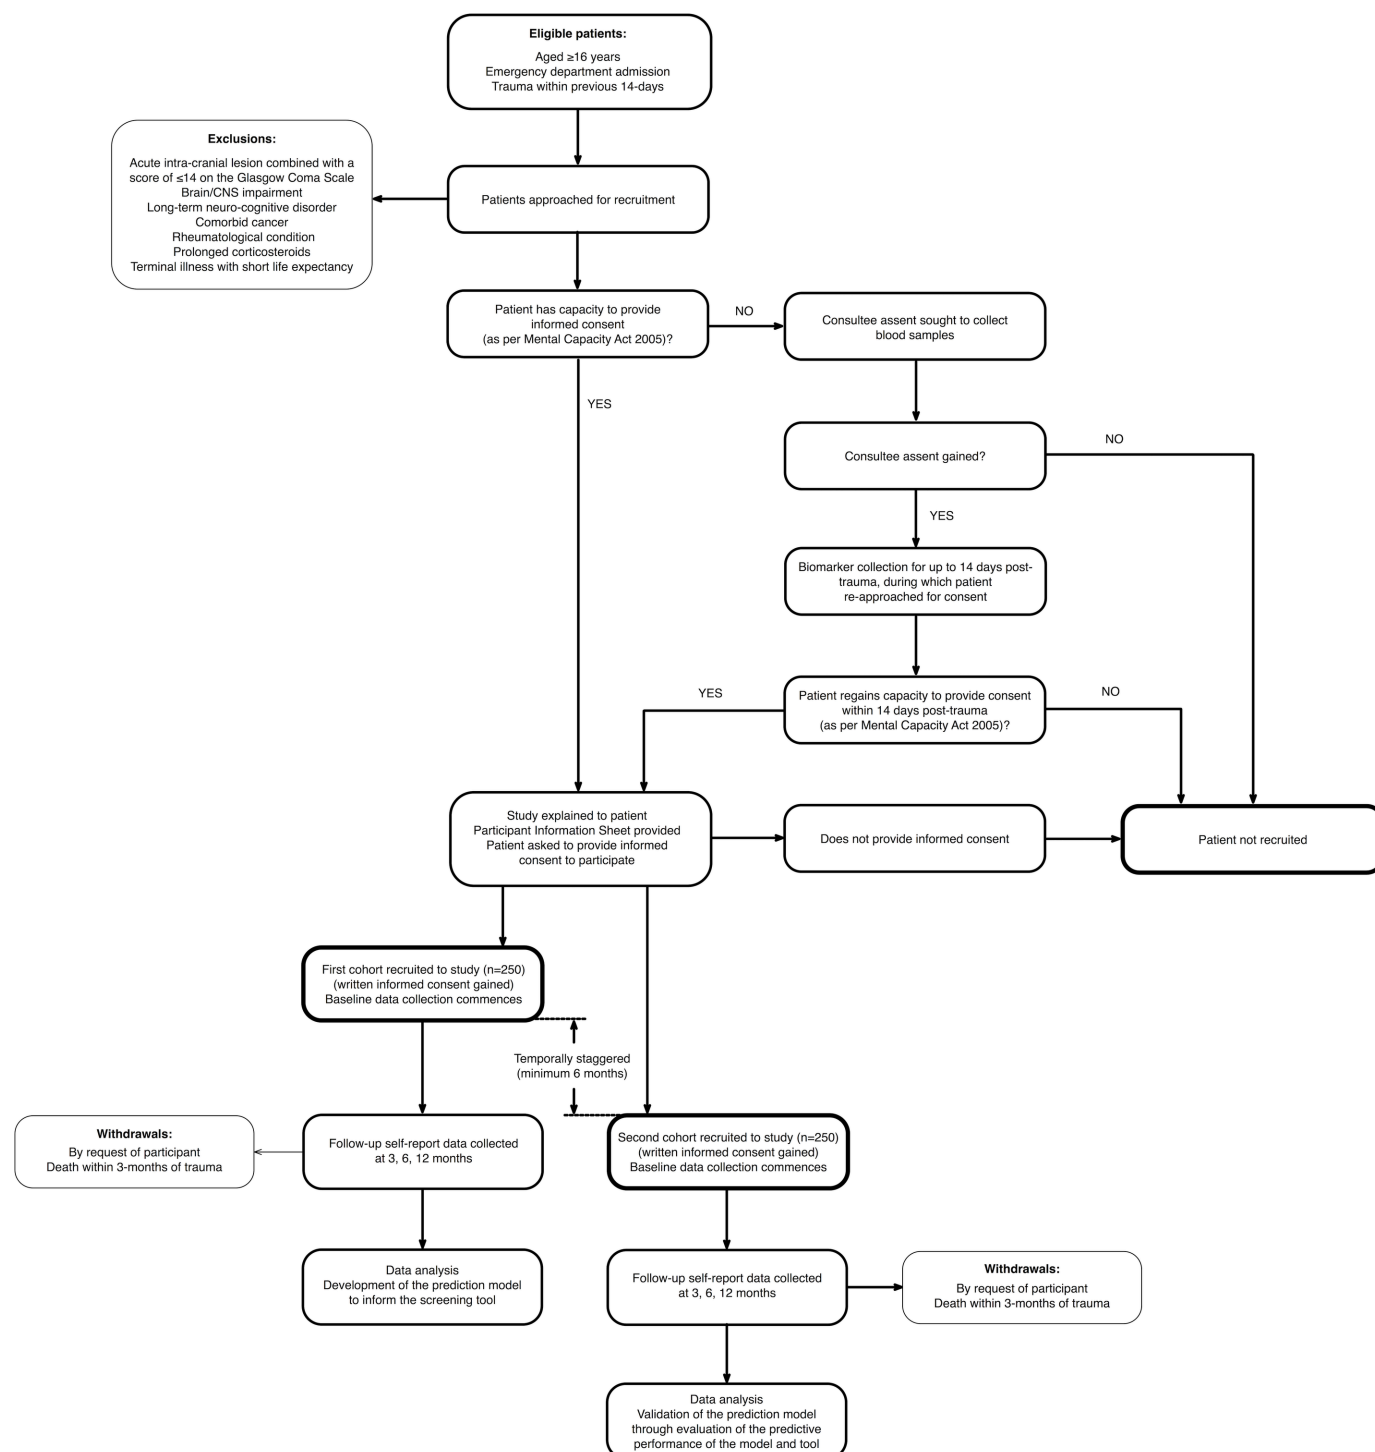 Eligible patients:
Aged ≥16 years
Emergency department admission
Trauma within previous 14-days
Exclusions:
Acute intra-cranial lesion combined with a
score of ≤14 on the Glasgow Coma Scale
Brain/CNS impairment
Long-term neuro-cognitive disorder
Comorbid cancer
Rheumatological condition
Prolonged corticosteroids
Terminal illness with short life expectancy
Patients approached for recruitment
Patient has capacity to provide
informed consent
(as per Mental Capacity Act 2005)?
NO
Consultee assent sought to collect
blood samples
YES
Consultee assent gained?
NO
YES
Biomarker collection for up to 14 days post-
trauma, during which patient
re-approached for consent
Patient regains capacity to provide consent
within 14 days post-trauma
(as per Mental Capacity Act 2005)?
YES
NO
Study explained to patient
Participant Information Sheet provided
Patient asked to provide informed
consent to participate
Does not provide informed consent
Patient not recruited
First cohort recruited to study (n=250)
(written informed consent gained)
Baseline data collection commences
Temporally staggered
(minimum 6 months)
Withdrawals:
By request of participant
Death within 3-months of trauma
Follow-up self-report data collected
at 3, 6, 12 months
Second cohort recruited to study (n=250)
(written informed consent gained)
Baseline data collection commences
Data analysis
Development of the prediction model
to inform the screening tool
Follow-up self-report data collected
at 3, 6, 12 months
Withdrawals:
By request of participant
Death within 3-months of trauma
Data analysis
Validation of the prediction model
through evaluation of the predictive
performance of the model and tool